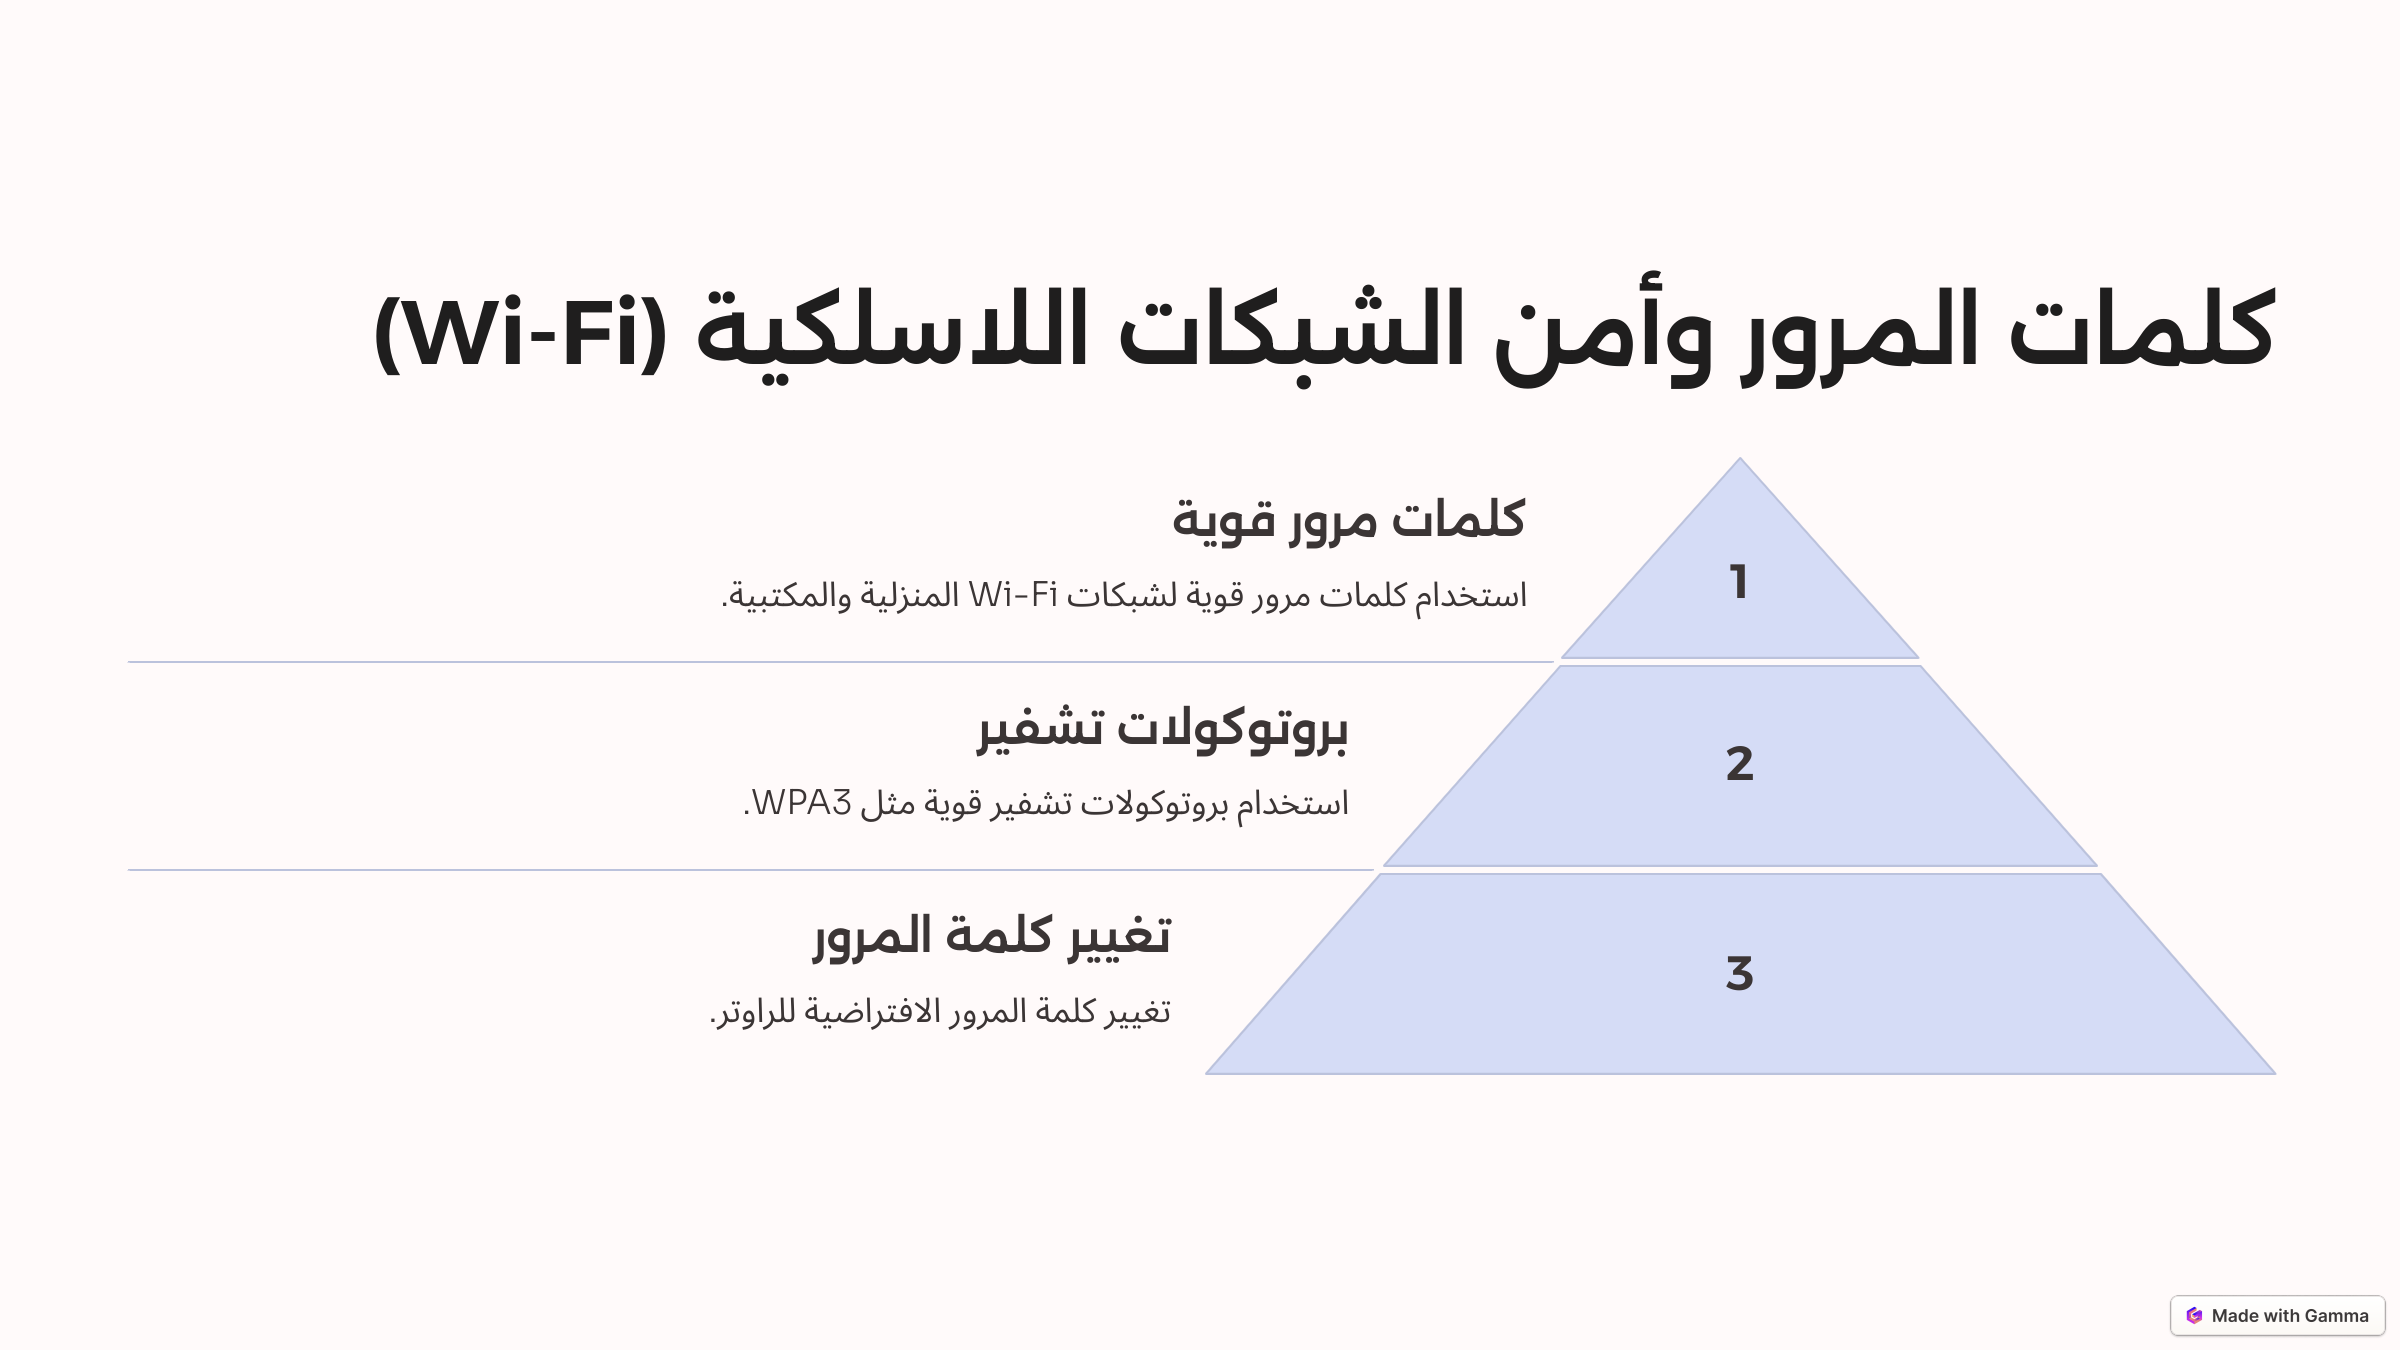 كلمات المرور وأمن الشبكات اللاسلكية (Wi-Fi)
1
كلمات مرور قوية
استخدام كلمات مرور قوية لشبكات Wi-Fi المنزلية والمكتبية.
2
بروتوكولات تشفير
استخدام بروتوكولات تشفير قوية مثل WPA3.
3
تغيير كلمة المرور
تغيير كلمة المرور الافتراضية للراوتر.
Made with Gamma